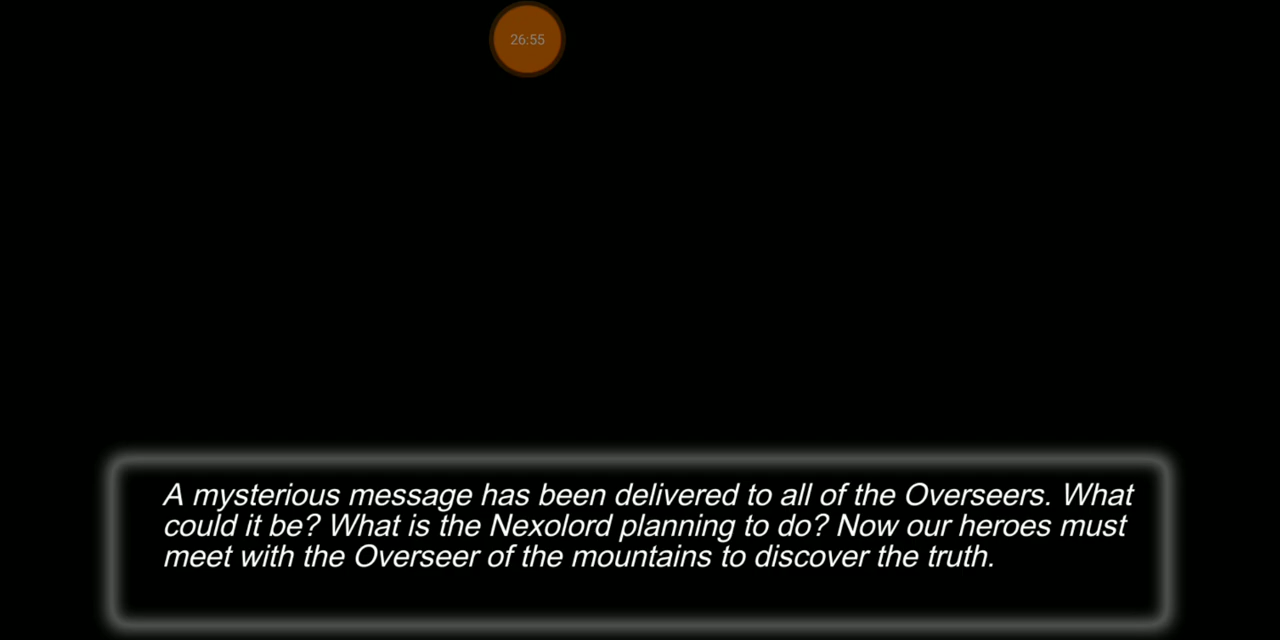 26:55
A mysterious message has been delivered to all of the Overseers. What
could it be? What is the Nexolord planning to do? Now our heroes must
meet with the Overseer of the mountains to discover the truth.